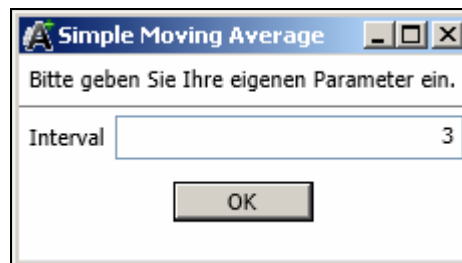 Simple Moving Average
Bitte geben Sie Ihre eigenen Parameter ein.
Interval 3
OK